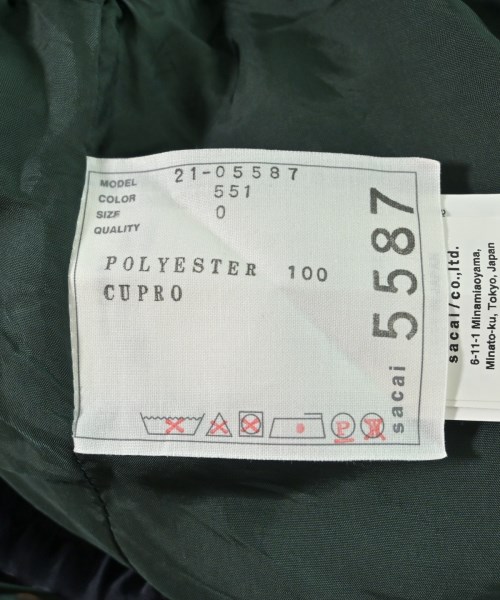 MODEL 21-05587
COLOR 551
SIZE 0
QUALITY
POLYESTER 100
CUPRO
P
W
sacai 5587
sacai/co.,ltd.
6-11-1 Minamiaoyama,
Minato-ku, Tokyo, Japan